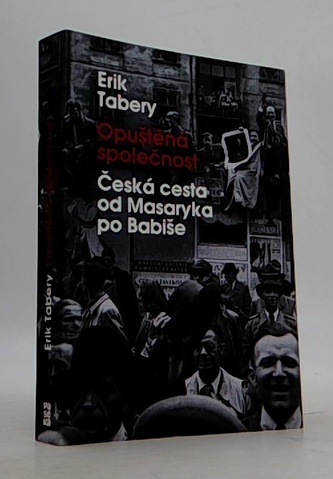 Erik
Tabery
Opuštěná
společnost
Česká cesta
od Masaryka
po Babiše
Erik Tabery